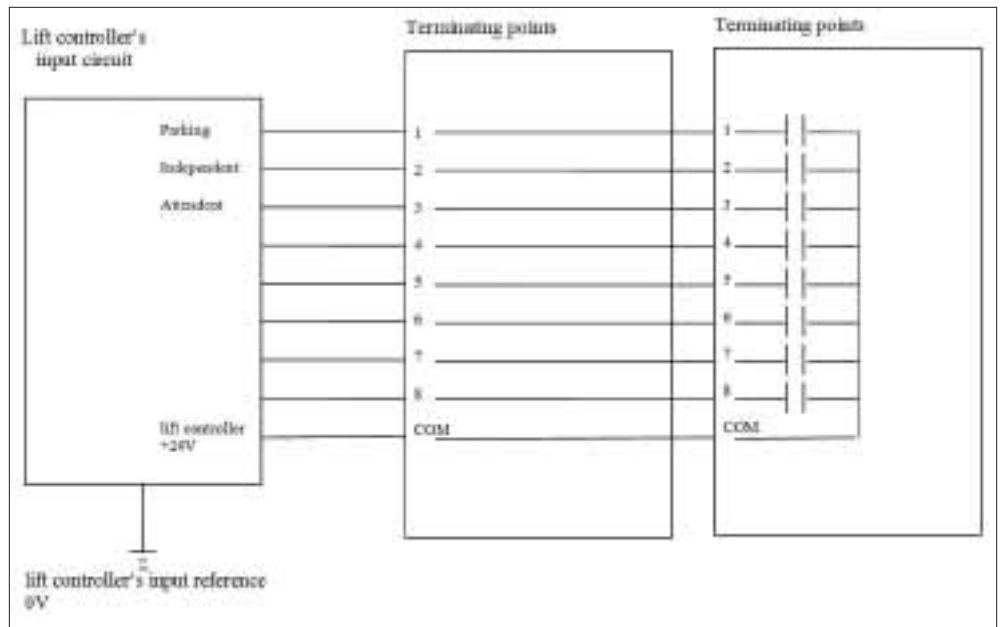 Lift controller's
input circuit
Terminating points
Terminating points
Parking
Independent
Attendent
lift controller
+24V
1
2
3
4
5
6
7
8
COM
1
2
3
4
5
6
7
8
COM
lift controller's input reference
0V